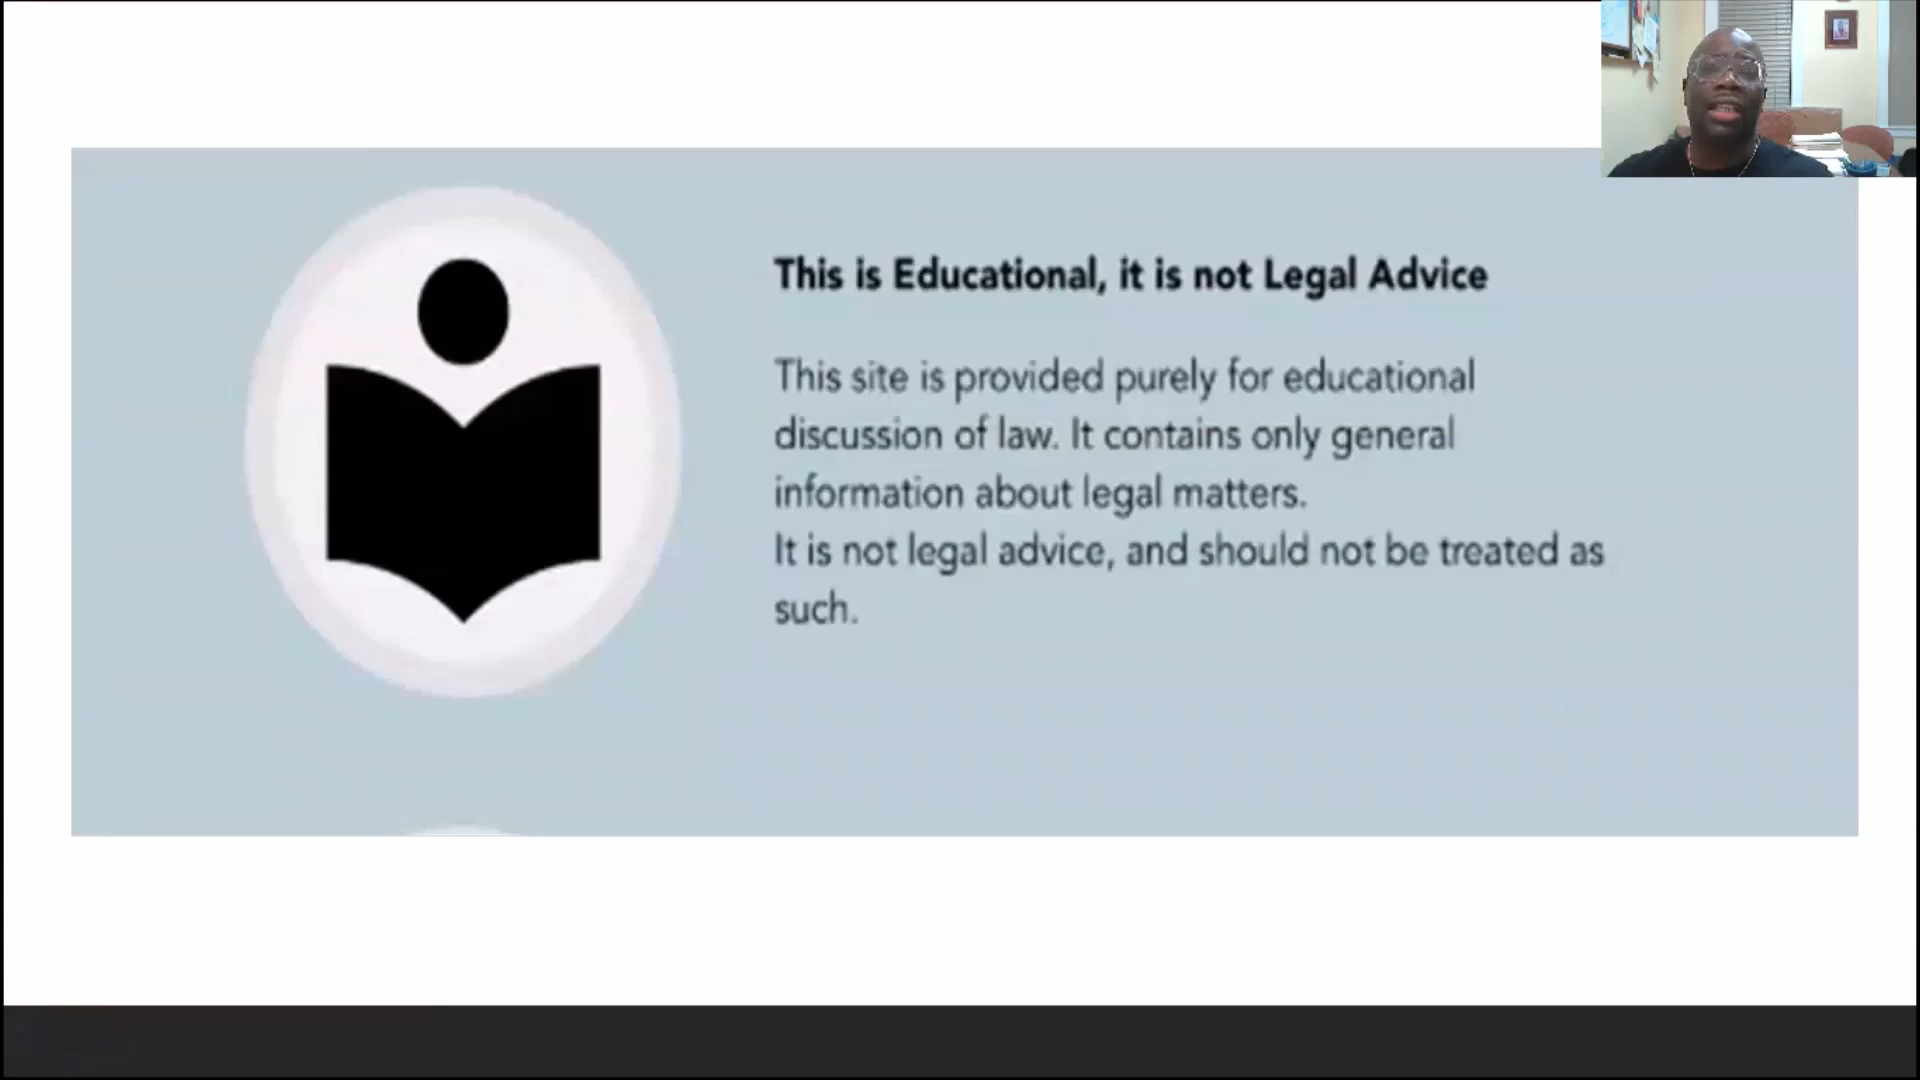 This is Educational, it is not Legal Advice
This site is provided purely for educational
discussion of law. It contains only general
information about legal matters.
It is not legal advice, and should not be treated as
such.